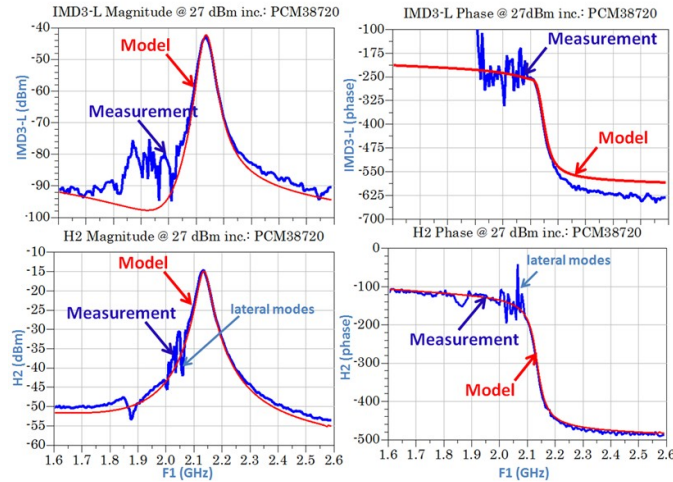 IMD3-L Magnitude @ 27 dBm inc.: PCM38720
-40
-50
-60
-70
-80
-90
-100
IMD3-L (dBm)
Model
Measurement
IMD3-L Phase @ 27dBm inc.: PCM38720
-100
-175
-250
-325
-400
-475
-550
-625
-700
IMD3-L (phase)
Measurement
Model
H2 Magnitude @ 27 dBm inc.: PCM38720
-10
-15
-20
-25
-30
-35
-40
-45
-50
-55
-60
H2 (dBm)
Model
Measurement
lateral modes
1.6 1.7 1.8 1.9 2.0 2.1 2.2 2.3 2.4 2.5 2.6
F1 (GHz)
H2 Phase @ 27 dBm inc.: PCM38720
0
-100
-200
-300
-400
-500
H2 (phase)
lateral modes
Measurement
Model
1.6 1.7 1.8 1.9 2.0 2.1 2.2 2.3 2.4 2.5 2.6
F1 (GHz)